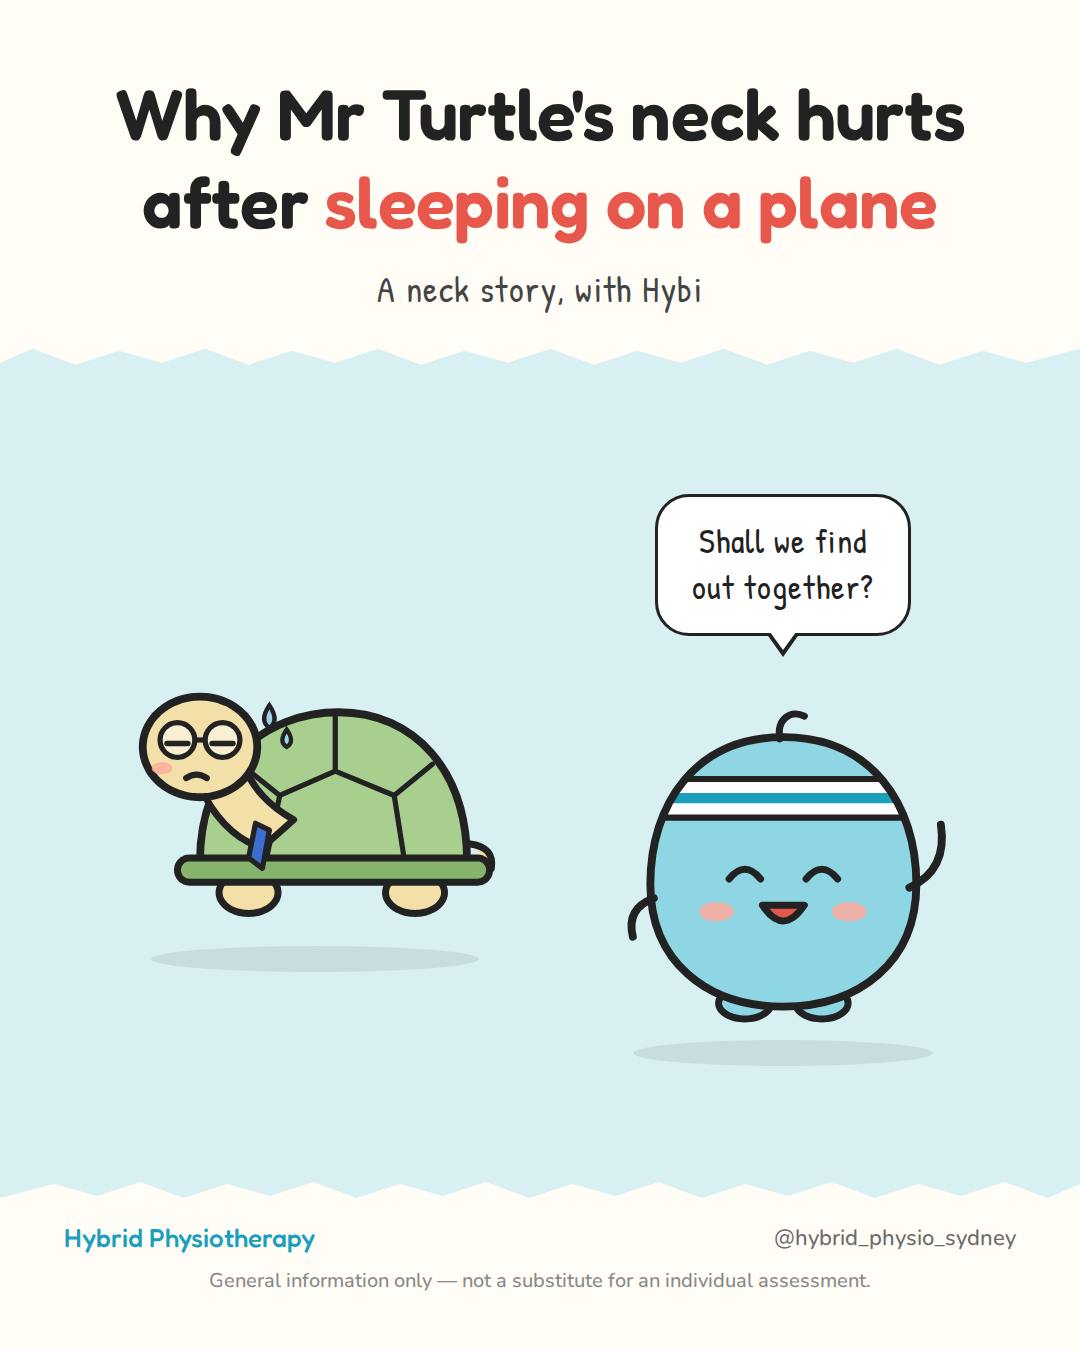 Why Mr Turtle's neck hurts
after sleeping on a plane
A neck story, with Hybi
Shall we find
out together?
Hybrid Physiotherapy
@hybrid_physio_sydney
General information only — not a substitute for an individual assessment.